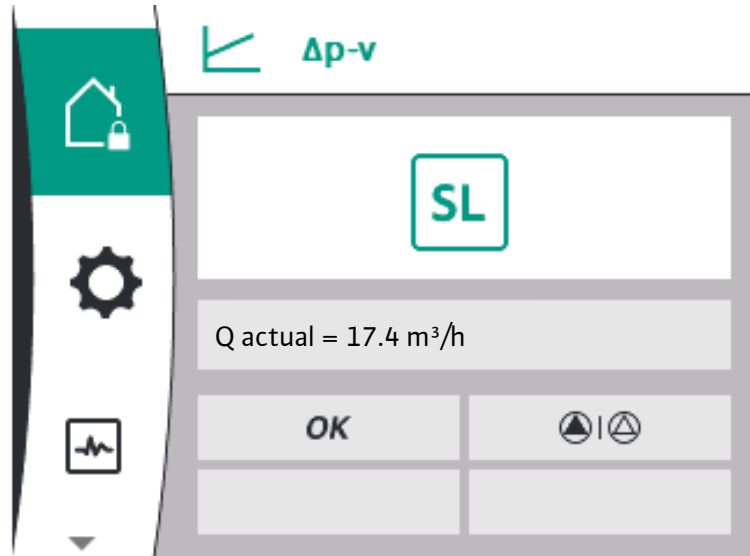 Δp-v
SL
Q actual = 17.4 m³/h
OK